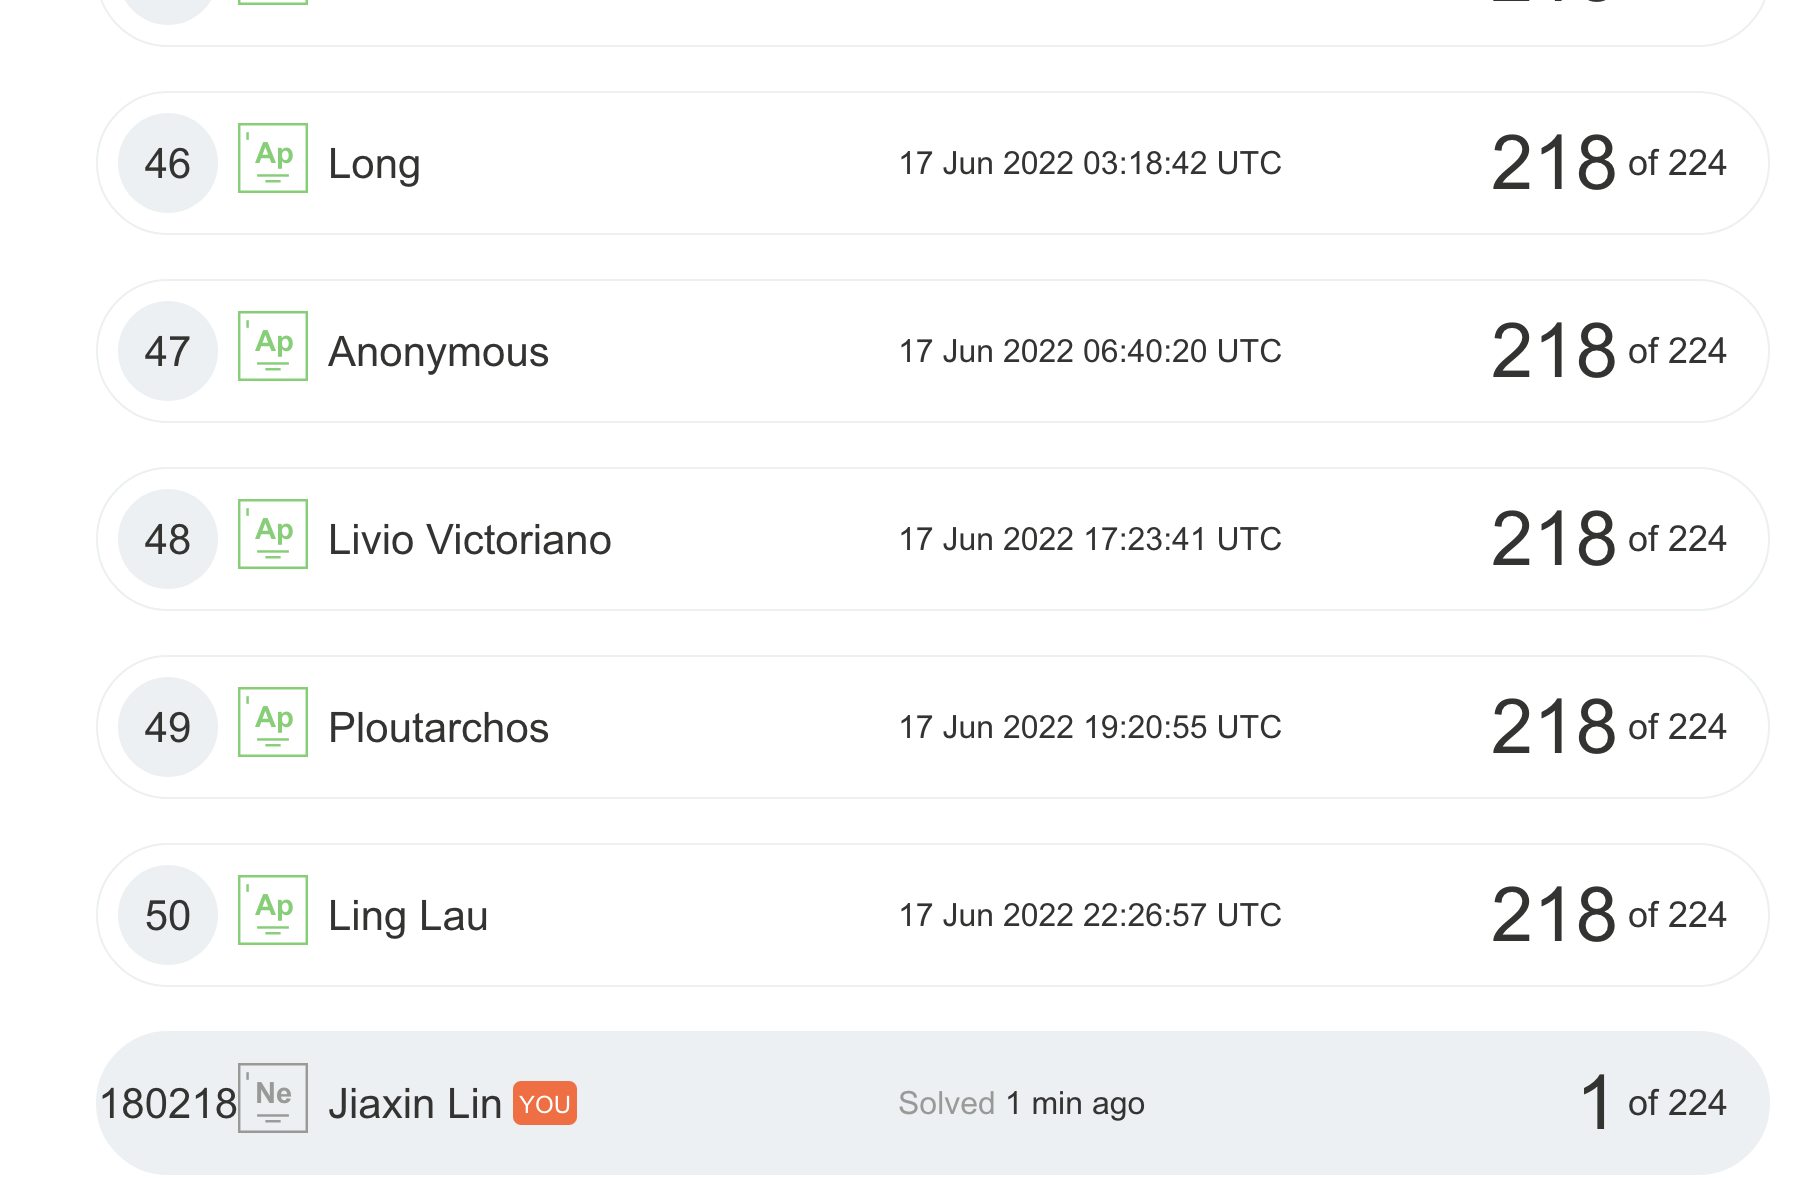 46 Ap Long 17 Jun 2022 03:18:42 UTC 218 of 224
47 Ap Anonymous 17 Jun 2022 06:40:20 UTC 218 of 224
48 Ap Livio Victoriano 17 Jun 2022 17:23:41 UTC 218 of 224
49 Ap Ploutarchos 17 Jun 2022 19:20:55 UTC 218 of 224
50 Ap Ling Lau 17 Jun 2022 22:26:57 UTC 218 of 224
180218 Ne Jiaxin Lin YOU Solved 1 min ago 1 of 224